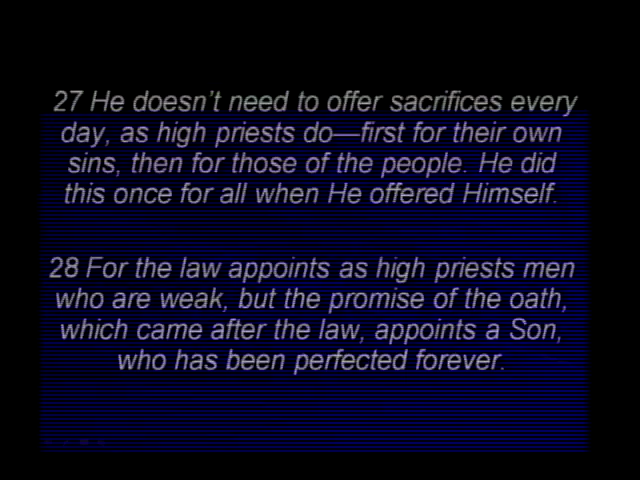 27 He doesn't need to offer sacrifices every
day, as high priests do—first for their own
sins, then for those of the people. He did
this once for all when He offered Himself.
28 For the law appoints as high priests men
who are weak, but the promise of the oath,
which came after the law, appoints a Son,
who has been perfected forever.